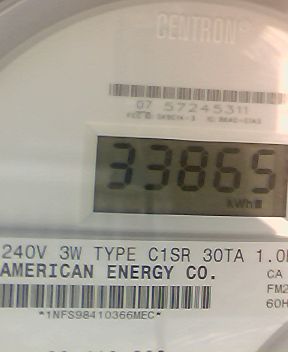 CENTRON®
07 57245311
33865
kWh
240V 3W TYPE C1SR 30TA 1.0
AMERICAN ENERGY CO.
CA
FM2
60H
*1NFS98410366MEC*